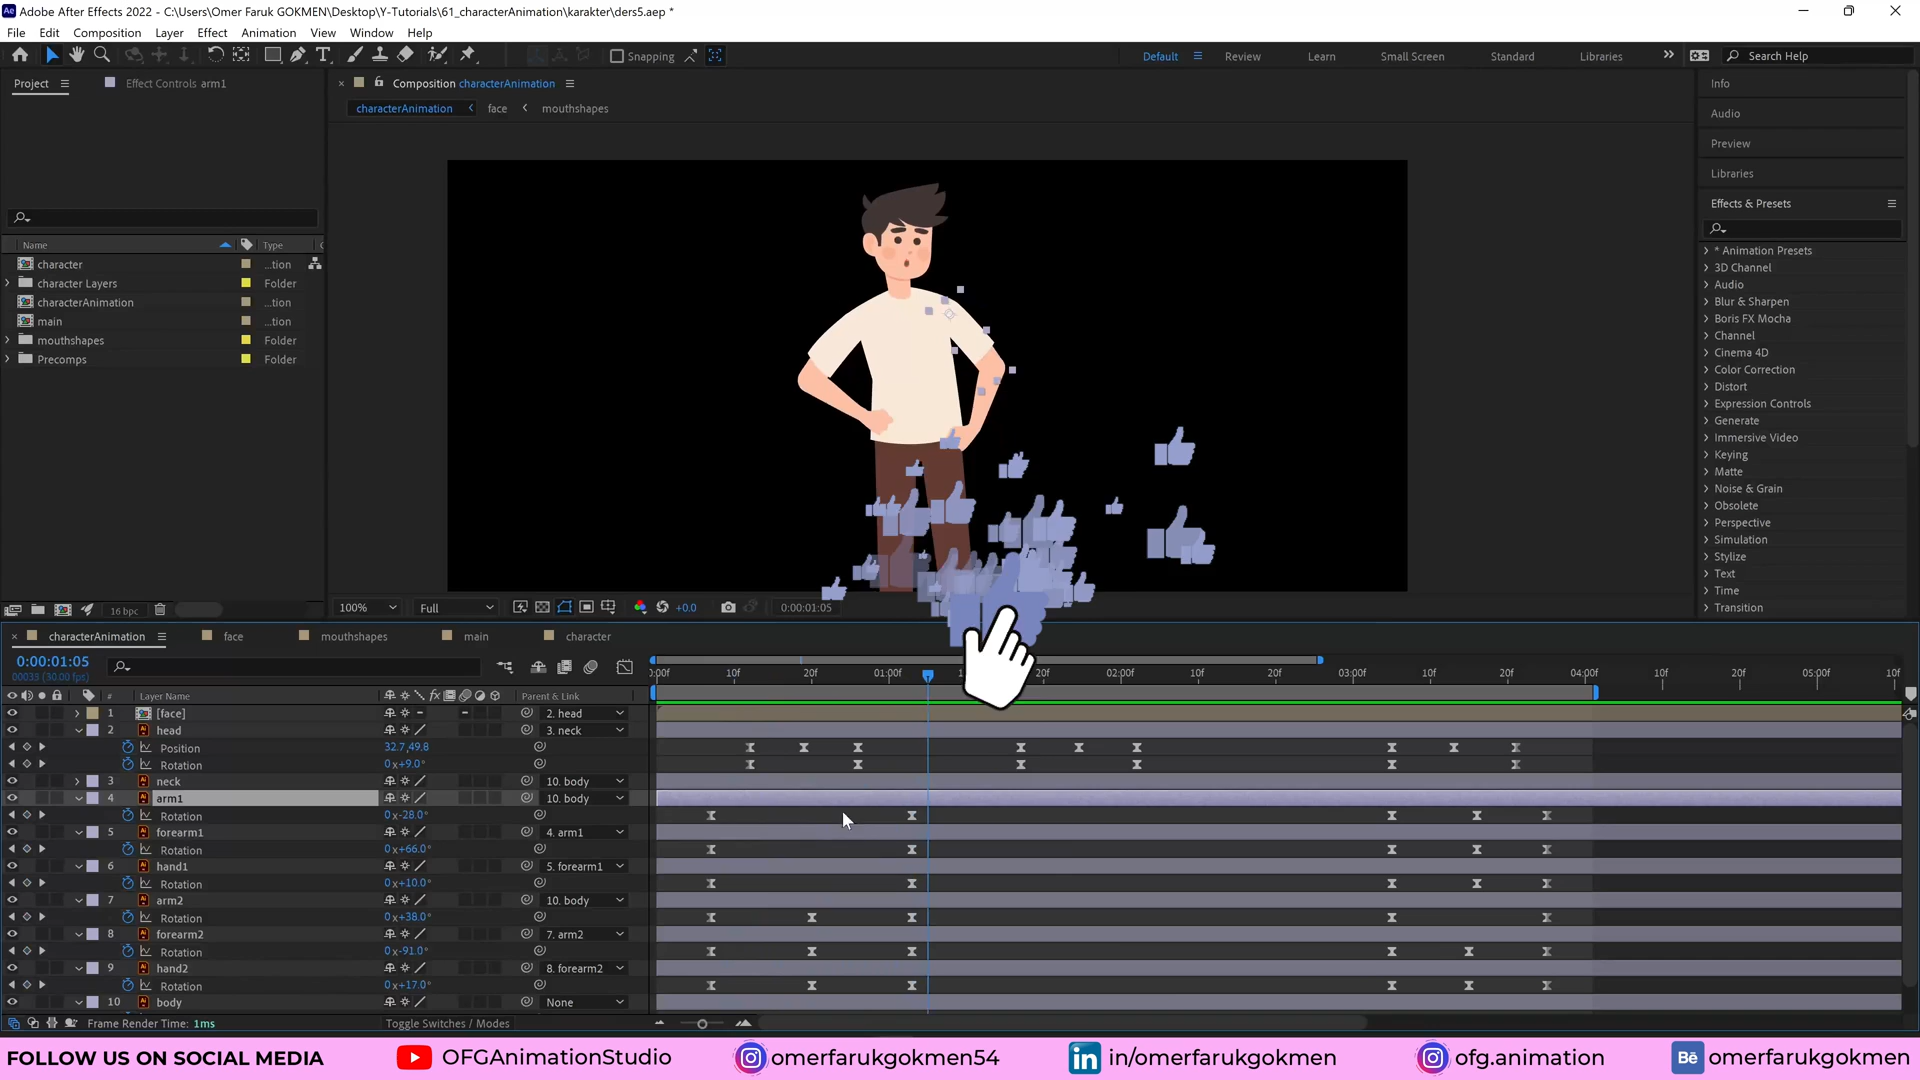 Adobe After Effects 2022 - C:\Users\Omer Faruk GOKMEN\Desktop\Y-Tutorials\61_characterAnimation\karakter\ders5.aep *
File Edit Composition Layer Effect Animation View Window Help
Snapping Default Review Learn Small Screen Standard Libraries Search Help
Project Effect Controls arm1 Composition characterAnimation
characterAnimation face mouthshapes
Info
Audio
Preview
Libraries
Effects & Presets
* Animation Presets
3D Channel
Audio
Blur & Sharpen
Boris FX Mocha
Channel
Cinema 4D
Color Correction
Distort
Expression Controls
Generate
Immersive Video
Keying
Matte
Noise & Grain
Obsolete
Perspective
Simulation
Stylize
Text
Time
Transition
Name Type
character ...tion
character Layers Folder
characterAnimation ...tion
main ...tion
mouthshapes Folder
Precomps Folder
16 bpc
100% Full +0.0 0:00:01:05
characterAnimation face mouthshapes main character
0:00:01:05
00033 (30.00 fps)
:00f 10f 20f 01:00f 20f 02:00f 10f 20f 03:00f 10f 20f 04:00f 10f 20f 05:00f 10f
# Layer Name fx Parent & Link
1 [face] 2. head
2 head 3. neck
Position 32.7,49.8
Rotation 0x+9.0°
3 neck 10. body
4 arm1 10. body
Rotation 0x-28.0°
5 forearm1 4. arm1
Rotation 0x+66.0°
6 hand1 5. forearm1
Rotation 0x+10.0°
7 arm2 10. body
Rotation 0x+38.0°
8 forearm2 7. arm2
Rotation 0x-91.0°
9 hand2 8. forearm2
Rotation 0x+17.0°
10 body None
Frame Render Time: 1ms Toggle Switches / Modes
FOLLOW US ON SOCIAL MEDIA OFGAnimationStudio omerfarukgokmen54 in/omerfarukgokmen ofg.animation omerfarukgokmen